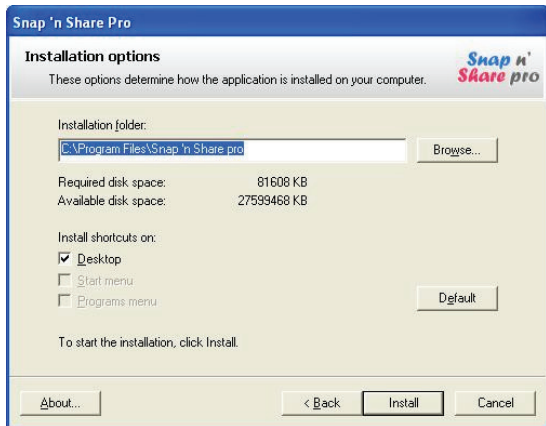 Snap 'n Share Pro
Installation options
These options determine how the application is installed on your computer.
Snap n'
Share pro
Installation folder:
C:\Program Files\Snap 'n Share pro
Browse...
Required disk space: 81608 KB
Available disk space: 27599468 KB
Install shortcuts on:
Desktop
Start menu
Programs menu
Default
To start the installation, click Install.
About...
< Back
Install
Cancel